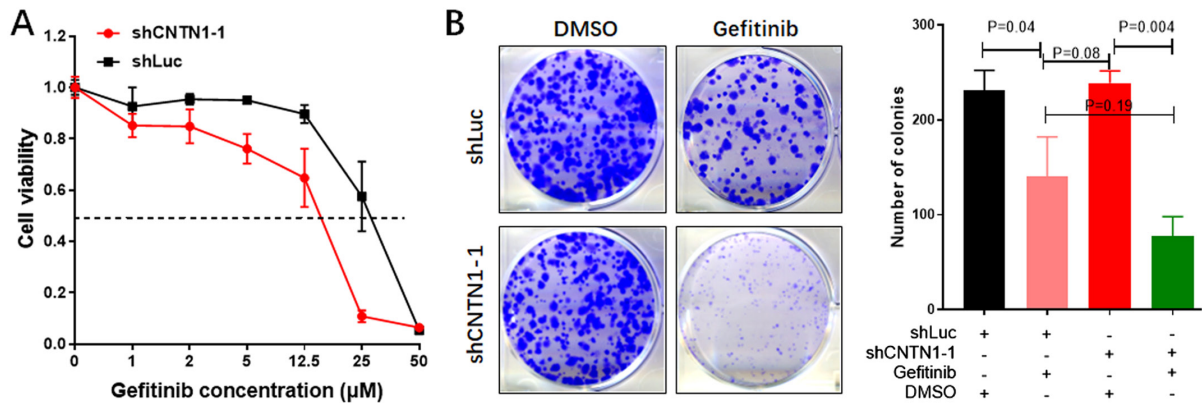 A
shCNTN1-1
shLuc
1.2
1.0
0.8
0.6
0.4
0.2
0.0
Cell viability
0 1 2 5 12.5 25 50
Gefitinib concentration (µM)
B
DMSO Gefitinib
shLuc
shCNTN1-1
300
200
100
0
Number of colonies
P=0.04
P=0.08
P=0.004
P=0.19
shLuc + + - -
shCNTN1-1 - - + +
Gefitinib - + - +
DMSO + - + -